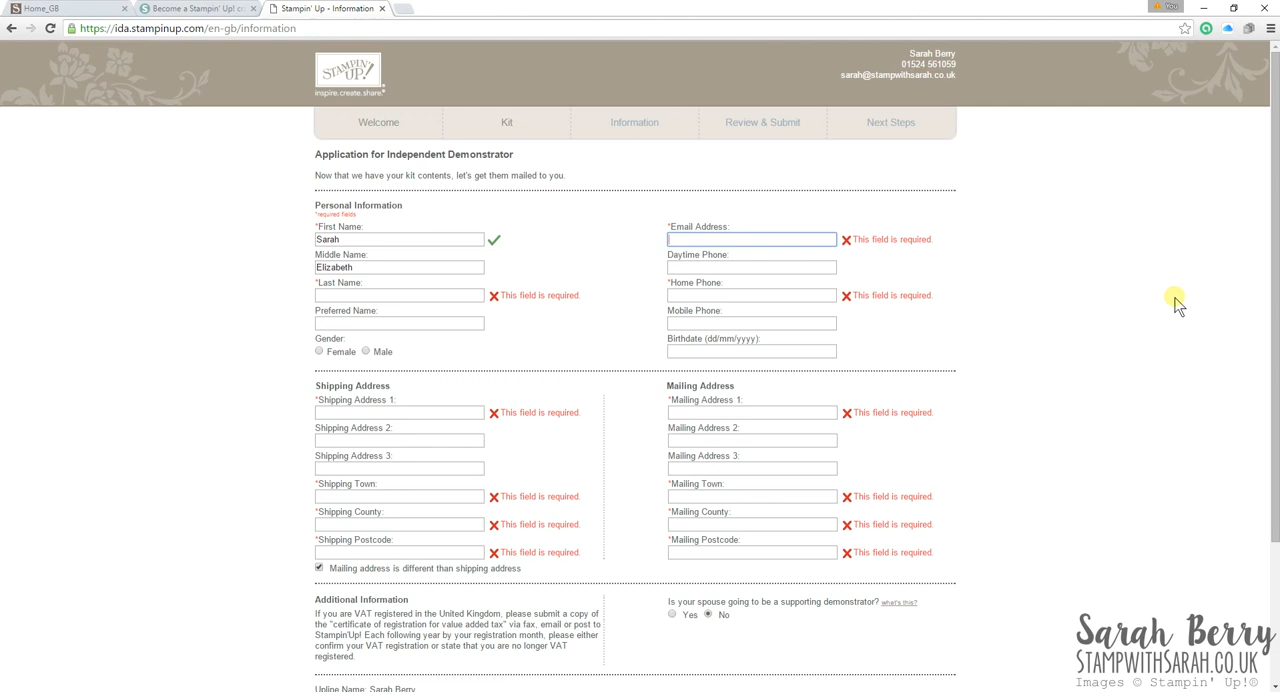 Home_GB
Become a Stampin' Up! cr
Stampin' Up - Information
You
https://ida.stampinup.com/en-gb/information
STAMPIN' UP!
inspire.create.share.
Sarah Berry
01524 561059
sarah@stampwithsarah.co.uk
Welcome
Kit
Information
Review & Submit
Next Steps
Application for Independent Demonstrator
Now that we have your kit contents, let's get them mailed to you.
Personal Information
*required fields
*First Name:
Sarah
Middle Name:
Elizabeth
*Last Name:
This field is required.
Preferred Name:
Gender:
Female Male
*Email Address:
This field is required.
Daytime Phone:
*Home Phone:
This field is required.
Mobile Phone:
Birthdate (dd/mm/yyyy):
Shipping Address
*Shipping Address 1:
This field is required.
Shipping Address 2:
Shipping Address 3:
*Shipping Town:
This field is required.
*Shipping County:
This field is required.
*Shipping Postcode:
This field is required.
Mailing address is different than shipping address
Mailing Address
*Mailing Address 1:
This field is required.
Mailing Address 2:
Mailing Address 3:
*Mailing Town:
This field is required.
*Mailing County:
This field is required.
*Mailing Postcode:
This field is required.
Additional Information
If you are VAT registered in the United Kingdom, please submit a copy of
the "certificate of registration for value added tax" via fax, email or post to
Stampin'Up! Each following year by your registration month, please either
confirm your VAT registration or state that you are no longer VAT
registered.
Is your spouse going to be a supporting demonstrator? what's this?
Yes No
Upline Name: Sarah Berry
Sarah Berry
STAMPWITHSARAH.CO.UK
Images © Stampin' Up!®